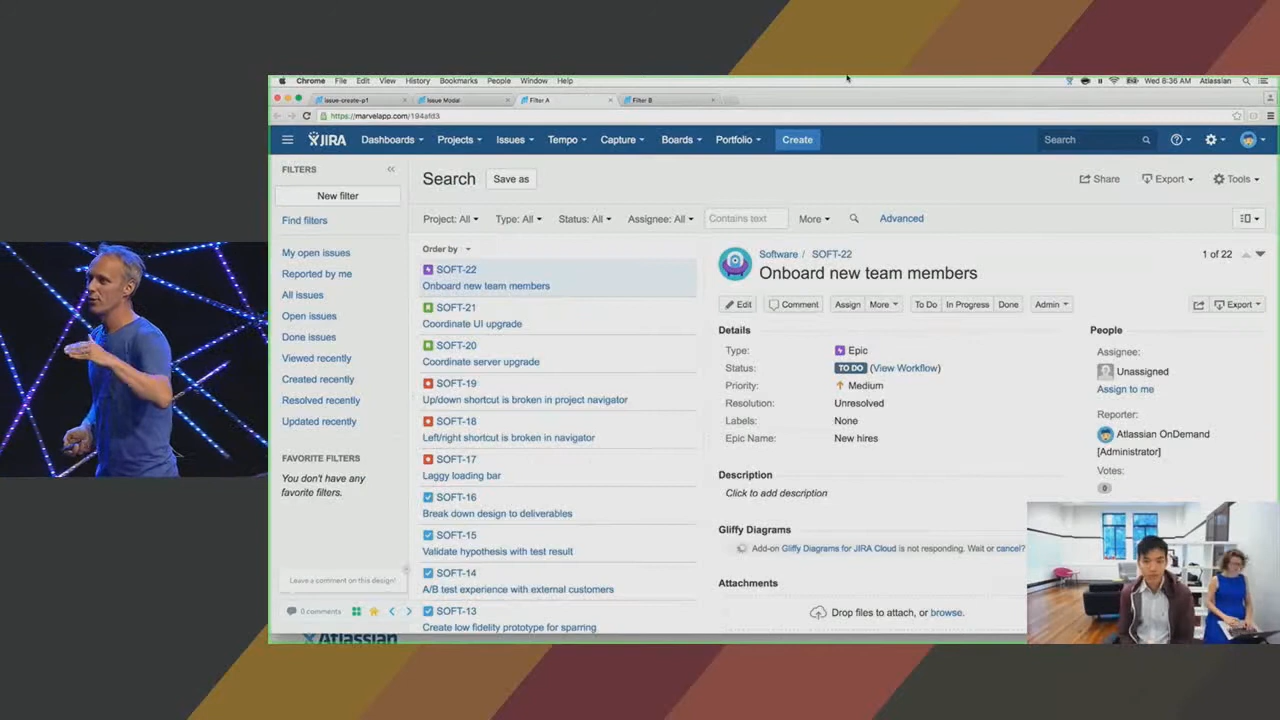 Chrome File Edit View History Bookmarks People Window Help
Wed 6:36 AM Atlassian
issue-create-p1
Issue Modal
Filter A
Filter B
https://marvelapp.com/194afd3
JIRA Dashboards Projects Issues Tempo Capture Boards Portfolio Create
Search
FILTERS
New filter
Find filters
My open issues
Reported by me
All issues
Open issues
Done issues
Viewed recently
Created recently
Resolved recently
Updated recently
FAVORITE FILTERS
You don't have any
favorite filters.
Leave a comment on this design!
0 comments
Atlassian
Search Save as
Share Export Tools
Project: All Type: All Status: All Assignee: All Contains text More Advanced
Order by
SOFT-22
Onboard new team members
SOFT-21
Coordinate UI upgrade
SOFT-20
Coordinate server upgrade
SOFT-19
Up/down shortcut is broken in project navigator
SOFT-18
Left/right shortcut is broken in navigator
SOFT-17
Laggy loading bar
SOFT-16
Break down design to deliverables
SOFT-15
Validate hypothesis with test result
SOFT-14
A/B test experience with external customers
SOFT-13
Create low fidelity prototype for sparring
Software / SOFT-22
1 of 22
Onboard new team members
Edit Comment Assign More To Do In Progress Done Admin Export
Details
Type: Epic
Status: TO DO (View Workflow)
Priority: Medium
Resolution: Unresolved
Labels: None
Epic Name: New hires
People
Assignee:
Unassigned
Assign to me
Reporter:
Atlassian OnDemand
[Administrator]
Votes:
0
Description
Click to add description
Gliffy Diagrams
Add-on Gliffy Diagrams for JIRA Cloud is not responding. Wait or cancel?
Attachments
Drop files to attach, or browse.